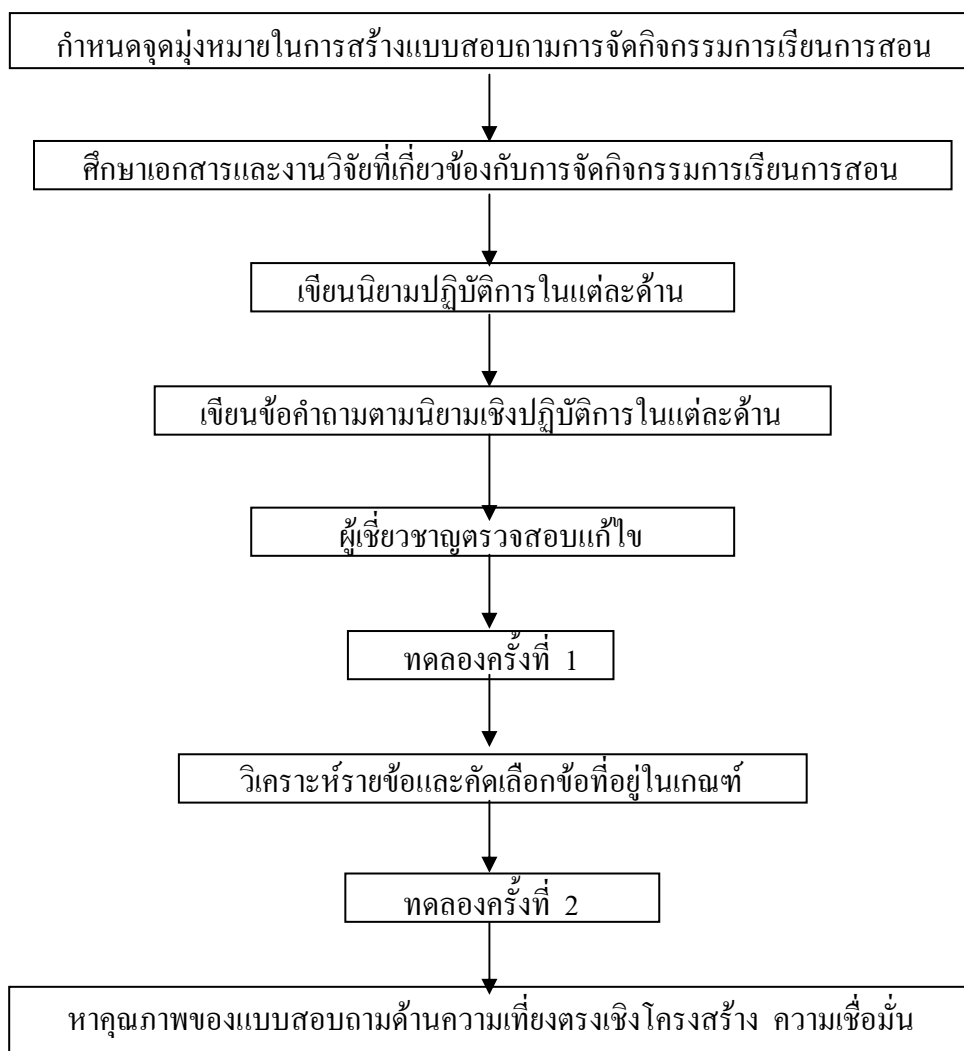 กำหนดจุดมุ่งหมายในการสร้างแบบสอบถามการจัดกิจกรรมการเรียนการสอน
ศึกษาเอกสารและงานวิจัยที่เกี่ยวข้องกับการจัดกิจกรรมการเรียนการสอน
เขียนนิยามปฏิบัติการในแต่ละด้าน
เขียนข้อคำถามตามนิยามเชิงปฏิบัติการในแต่ละด้าน
ผู้เชี่ยวชาญตรวจสอบแก้ไข
ทดลองครั้งที่ 1
วิเคราะห์รายข้อและคัดเลือกข้อที่อยู่ในเกณฑ์
ทดลองครั้งที่ 2
หาคุณภาพของแบบสอบถามด้านความเที่ยงตรงเชิงโครงสร้าง ความเชื่อมั่น